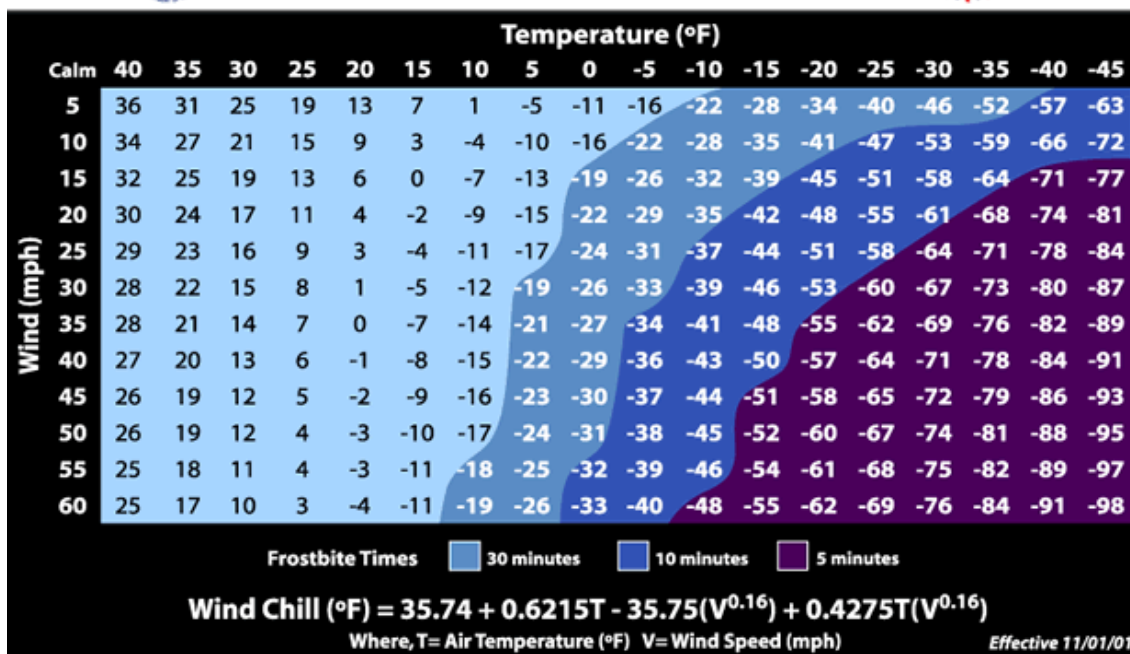 Temperature (ºF)
Calm 40 35 30 25 20 15 10 5 0 -5 -10 -15 -20 -25 -30 -35 -40 -45
5 36 31 25 19 13 7 1 -5 -11 -16 -22 -28 -34 -40 -46 -52 -57 -63
10 34 27 21 15 9 3 -4 -10 -16 -22 -28 -35 -41 -47 -53 -59 -66 -72
15 32 25 19 13 6 0 -7 -13 -19 -26 -32 -39 -45 -51 -58 -64 -71 -77
20 30 24 17 11 4 -2 -9 -15 -22 -29 -35 -42 -48 -55 -61 -68 -74 -81
25 29 23 16 9 3 -4 -11 -17 -24 -31 -37 -44 -51 -58 -64 -71 -78 -84
30 28 22 15 8 1 -5 -12 -19 -26 -33 -39 -46 -53 -60 -67 -73 -80 -87
35 28 21 14 7 0 -7 -14 -21 -27 -34 -41 -48 -55 -62 -69 -76 -82 -89
40 27 20 13 6 -1 -8 -15 -22 -29 -36 -43 -50 -57 -64 -71 -78 -84 -91
45 26 19 12 5 -2 -9 -16 -23 -30 -37 -44 -51 -58 -65 -72 -79 -86 -93
50 26 19 12 4 -3 -10 -17 -24 -31 -38 -45 -52 -60 -67 -74 -81 -88 -95
55 25 18 11 4 -3 -11 -18 -25 -32 -39 -46 -54 -61 -68 -75 -82 -89 -97
60 25 17 10 3 -4 -11 -19 -26 -33 -40 -48 -55 -62 -69 -76 -84 -91 -98
Wind (mph)
Frostbite Times 30 minutes 10 minutes 5 minutes
Wind Chill (ºF) = 35.74 + 0.6215T - 35.75(V^0.16) + 0.4275T(V^0.16)
Where, T= Air Temperature (ºF) V= Wind Speed (mph) Effective 11/01/01